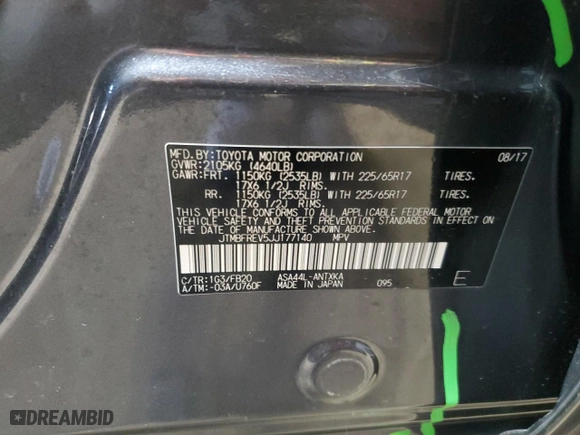 MFD.BY:TOYOTA MOTOR CORPORATION 08/17
GVWR:2105KG (4640LB)
GAWR:FRT. 1150KG (2535LB) WITH 225/65R17 TIRES.
17X6 1/2J RIMS.
RR. 1150KG (2535LB) WITH 225/65R17 TIRES.
17X6 1/2J RIMS.
THIS VEHICLE CONFORMS TO ALL APPLICABLE FEDERAL MOTOR
VEHICLE SAFETY AND THEFT PREVENTION STANDARDS IN EFFECT ON
THE DATE OF MANUFACTURE SHOWN ABOVE.
JTMBFREV5JJ177140 MPV
C/TR:1G3/FB20 ASA44L-ANTXKA
A/TM:-03A/U760F MADE IN JAPAN 095 E
DREAMBID